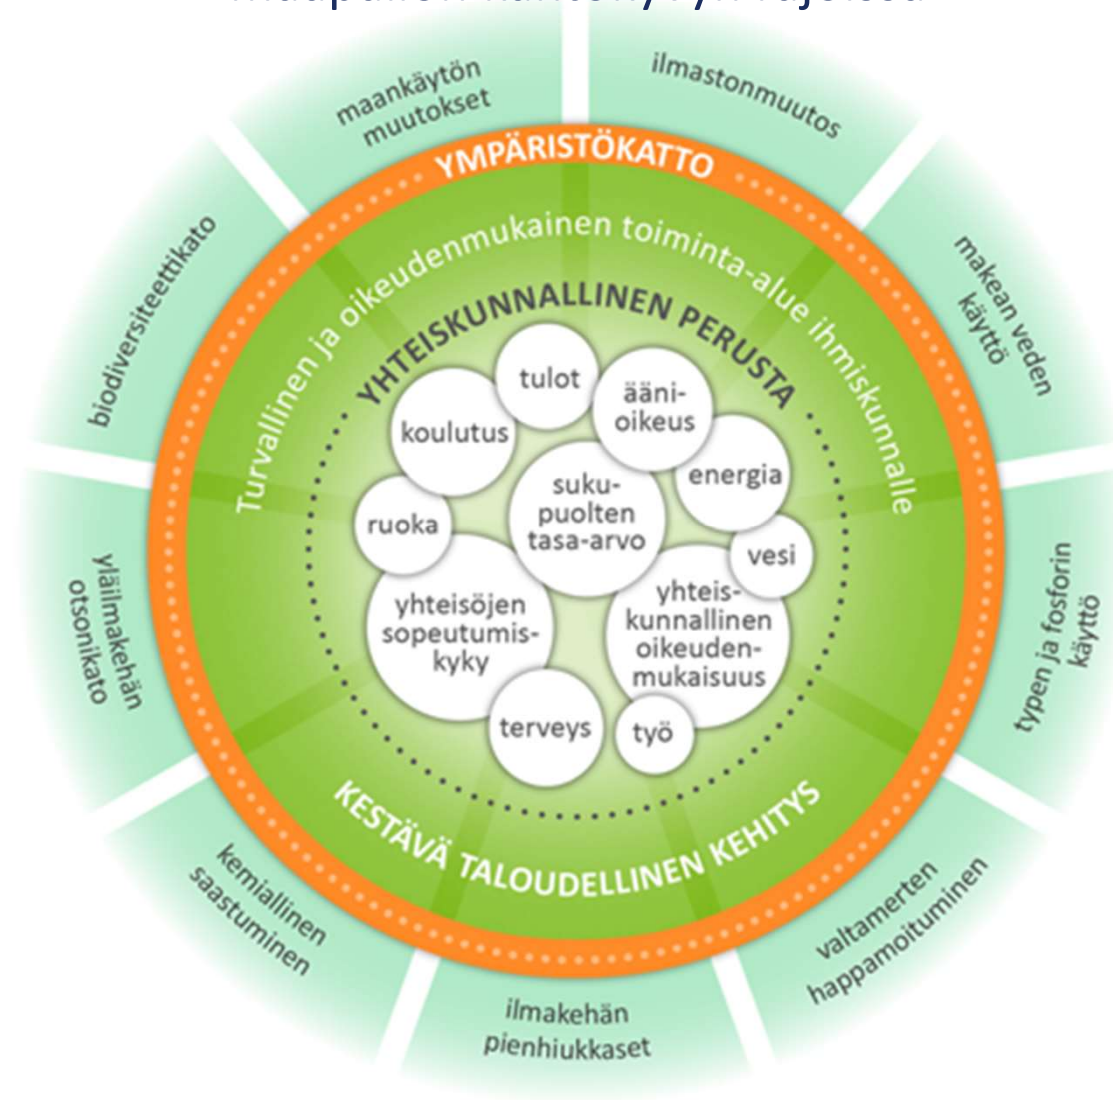 maankäytön
muutokset
ilmastonmuutos
makean veden
käyttö
typen ja fosforin
käyttö
valtamerten
happamoituminen
ilmakehän
pienhiukkaset
kemiallinen
saastuminen
yläilmakehän
otsonikato
biodiversiteettikato
YMPÄRISTÖKATTO
Turvallinen ja oikeudenmukainen toiminta-alue ihmiskunnalle
YHTEISKUNNALLINEN PERUSTA
tulot
ääni-
oikeus
koulutus
energia
suku-
puolten
tasa-arvo
ruoka
vesi
yhteisöjen
sopeutumis-
kyky
yhteis-
kunnallinen
oikeuden-
mukaisuus
terveys
työ
KESTÄVÄ TALOUDELLINEN KEHITYS